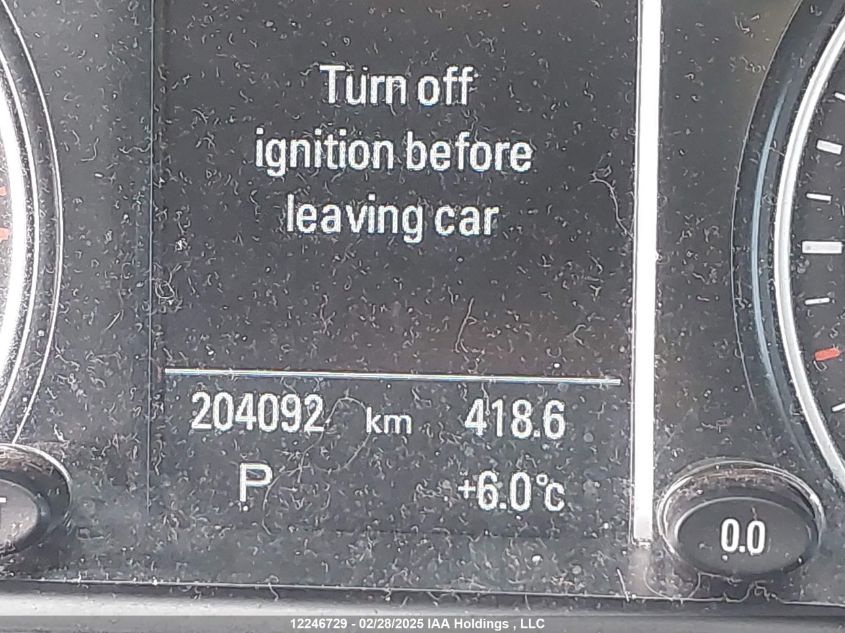 Turn off
ignition before
leaving car
204092 km 418.6
P +6.0°c
0.0
12246729 - 02/28/2025 IAA Holdings , LLC